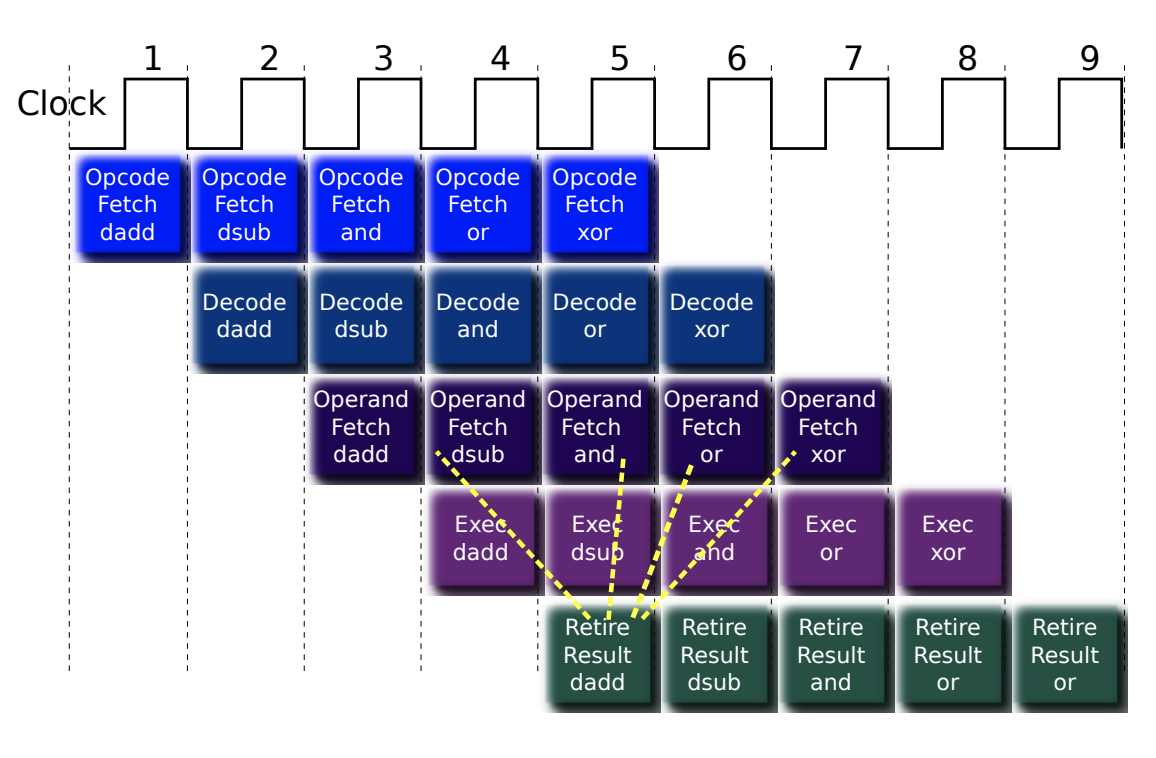 1 2 3 4 5 6 7 8 9
Clock
Opcode Opcode Opcode Opcode Opcode
Fetch Fetch Fetch Fetch Fetch
dadd dsub and or xor
Decode Decode Decode Decode Decode
dadd dsub and or xor
Operand Operand Operand Operand Operand
Fetch Fetch Fetch Fetch Fetch
dadd dsub and or xor
Exec Exec Exec Exec Exec
dadd dsub and or xor
Retire Retire Retire Retire Retire
Result Result Result Result Result
dadd dsub and or or